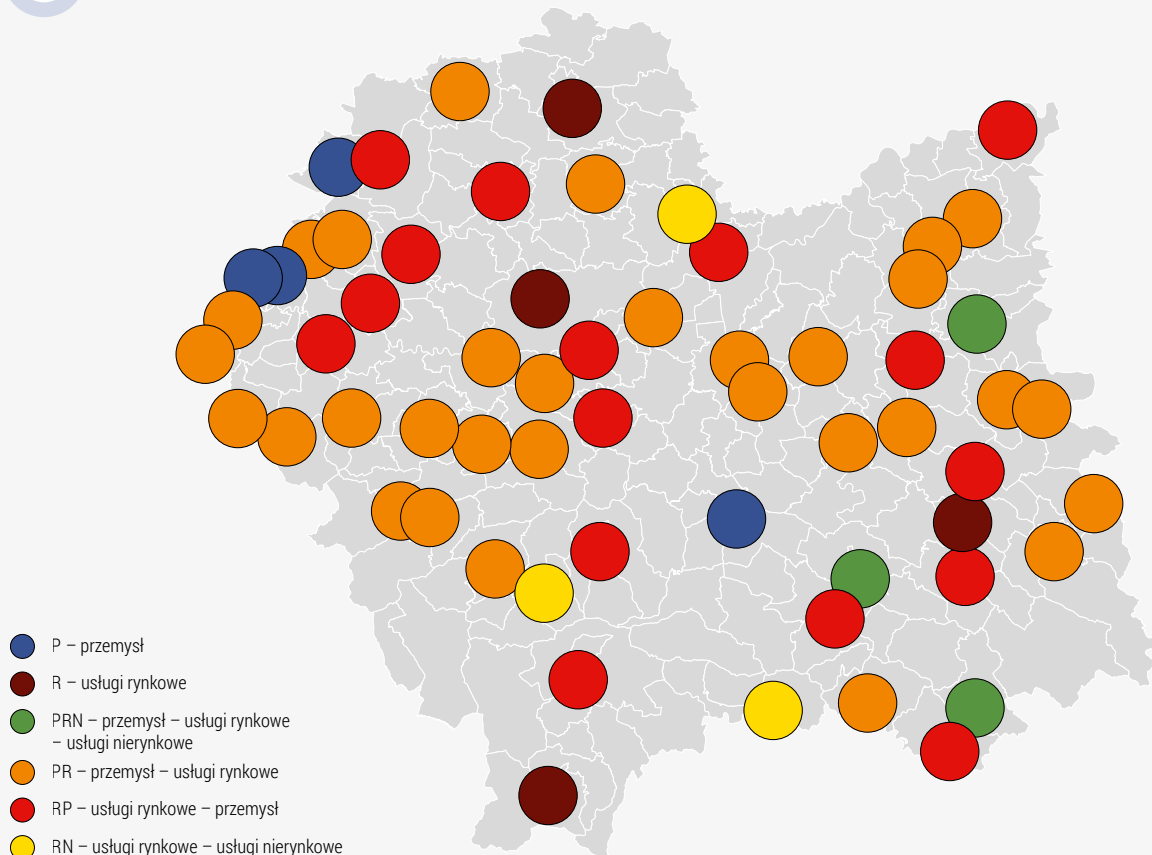 P – przemysł
R – usługi rynkowe
PRN – przemysł – usługi rynkowe
– usługi nierynkowe
PR – przemysł – usługi rynkowe
RP – usługi rynkowe – przemysł
RN – usługi rynkowe – usługi nierynkowe